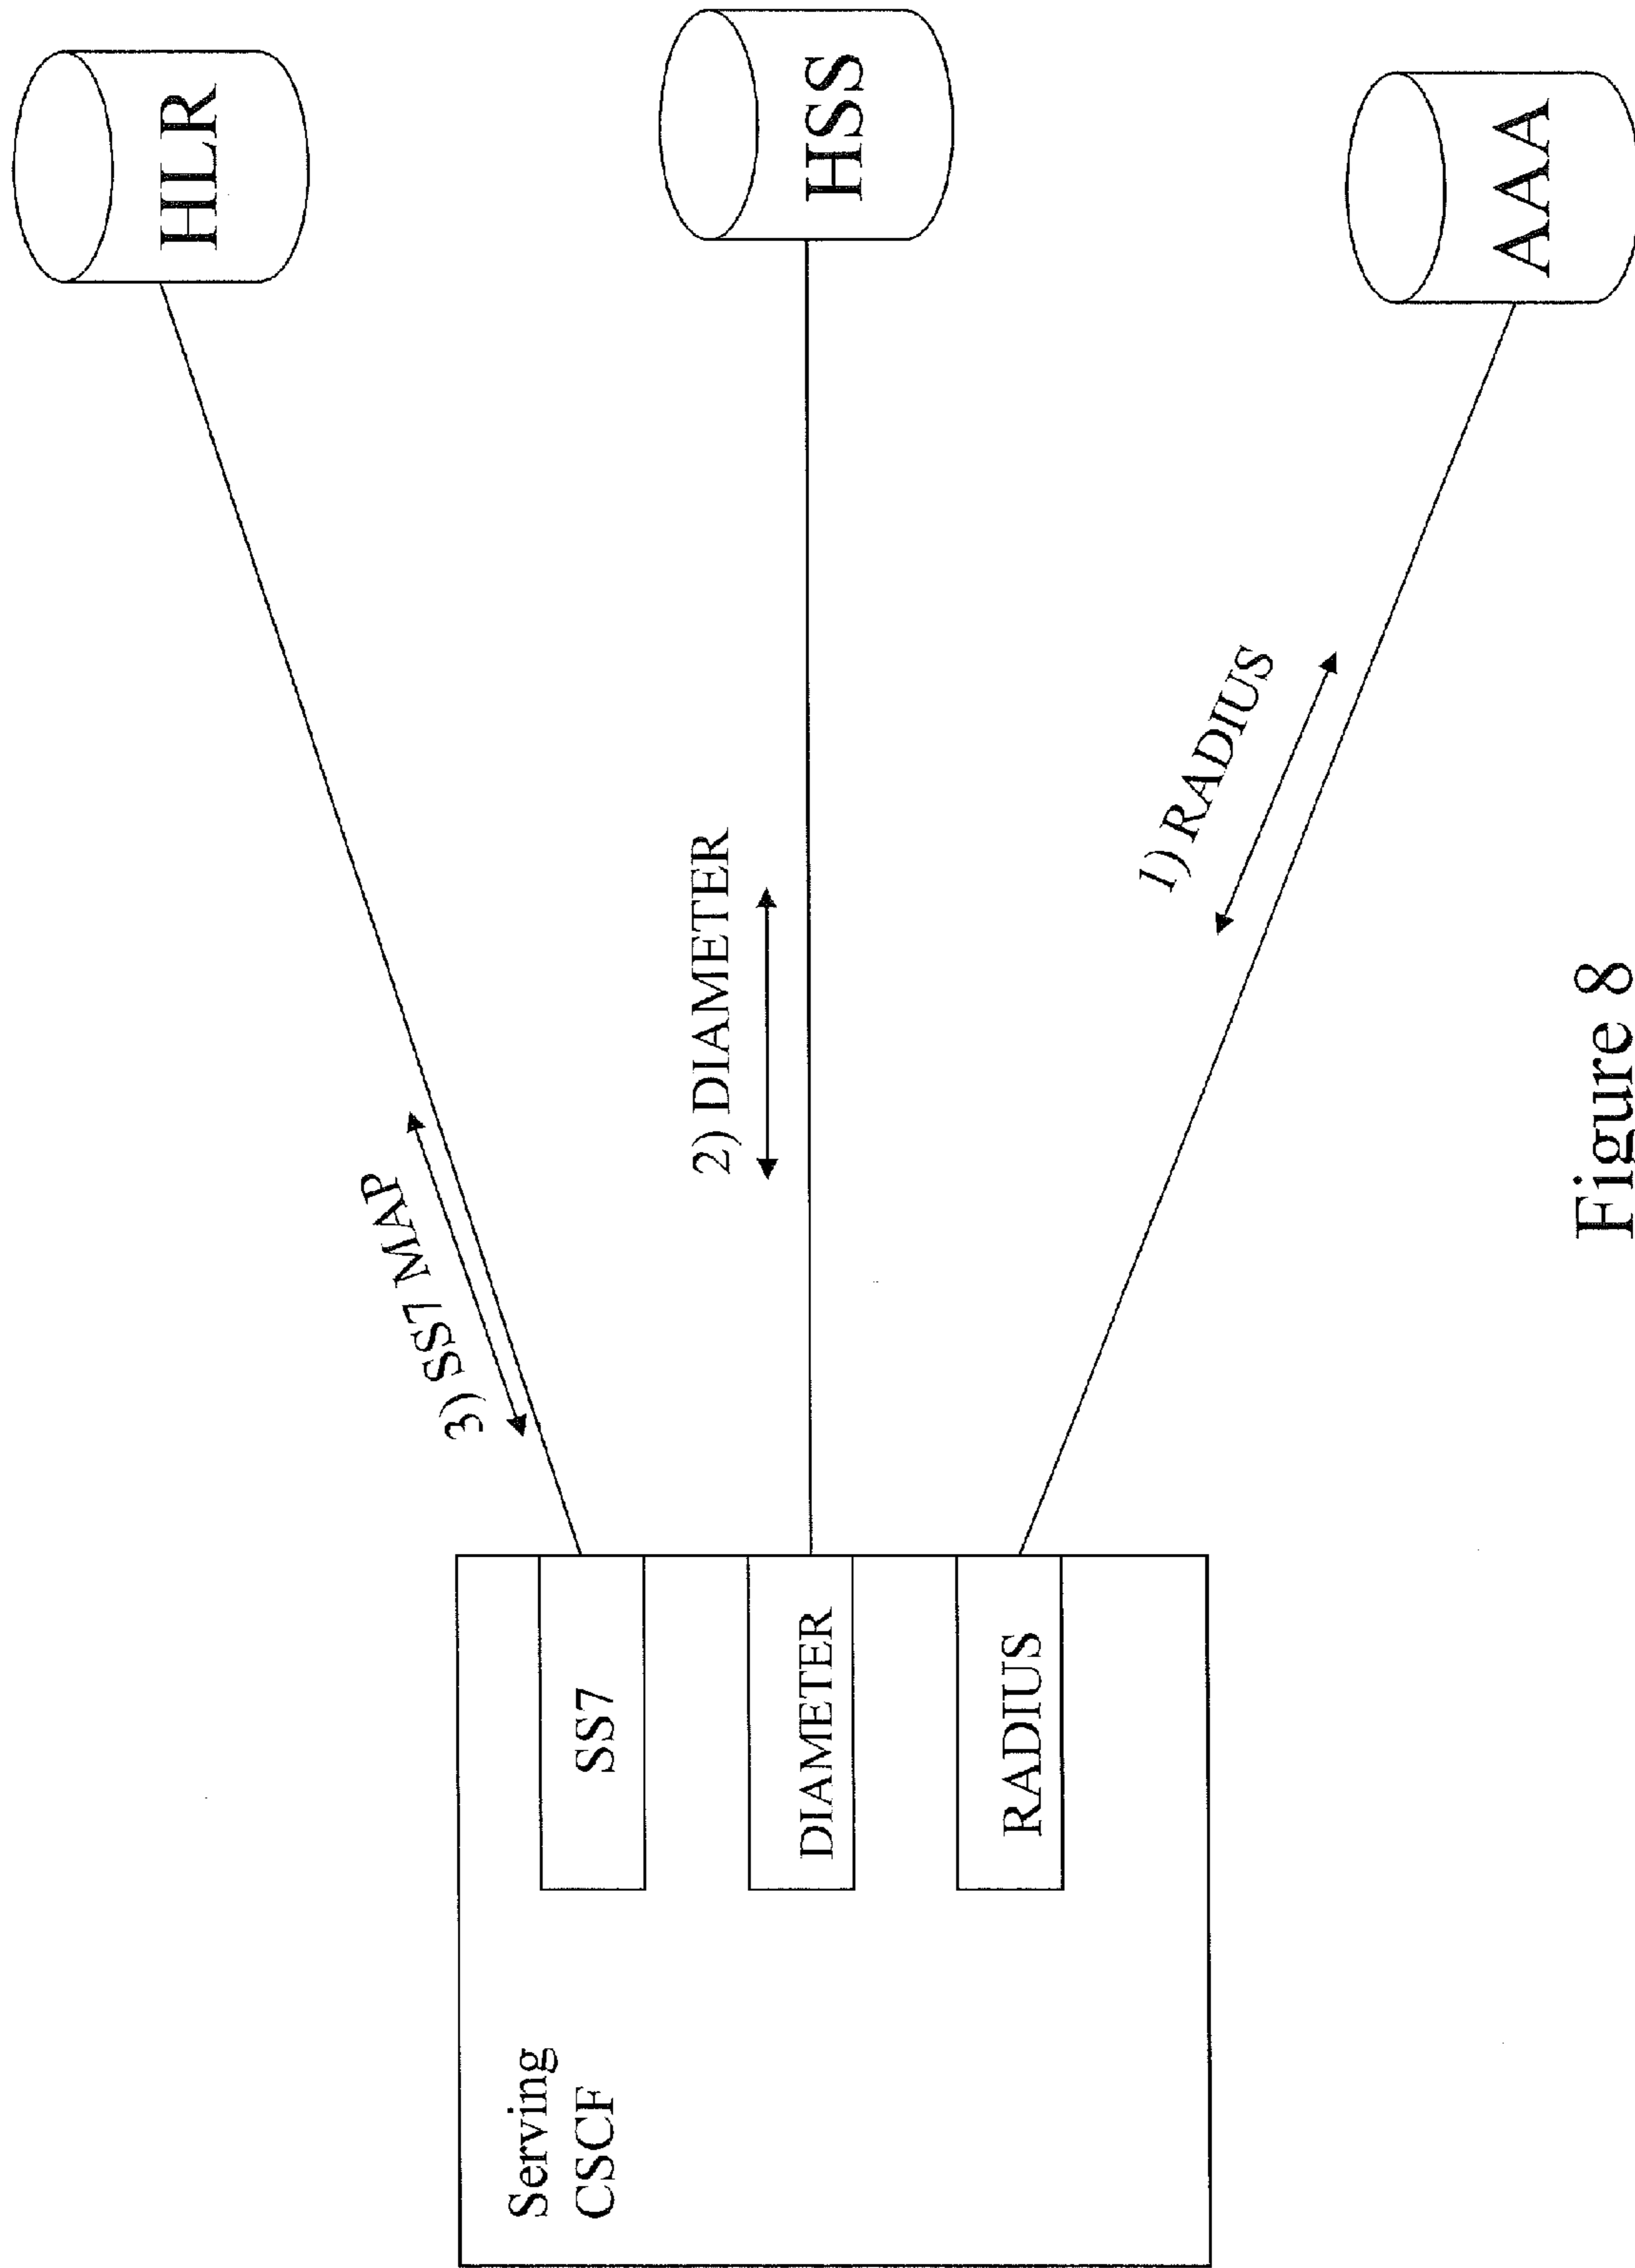 Serving
CSCF
SS7
DIAMETER
RADIUS
3) SS7 MAP
2) DIAMETER
1) RADIUS
HLR
HSS
AAA
Figure 8